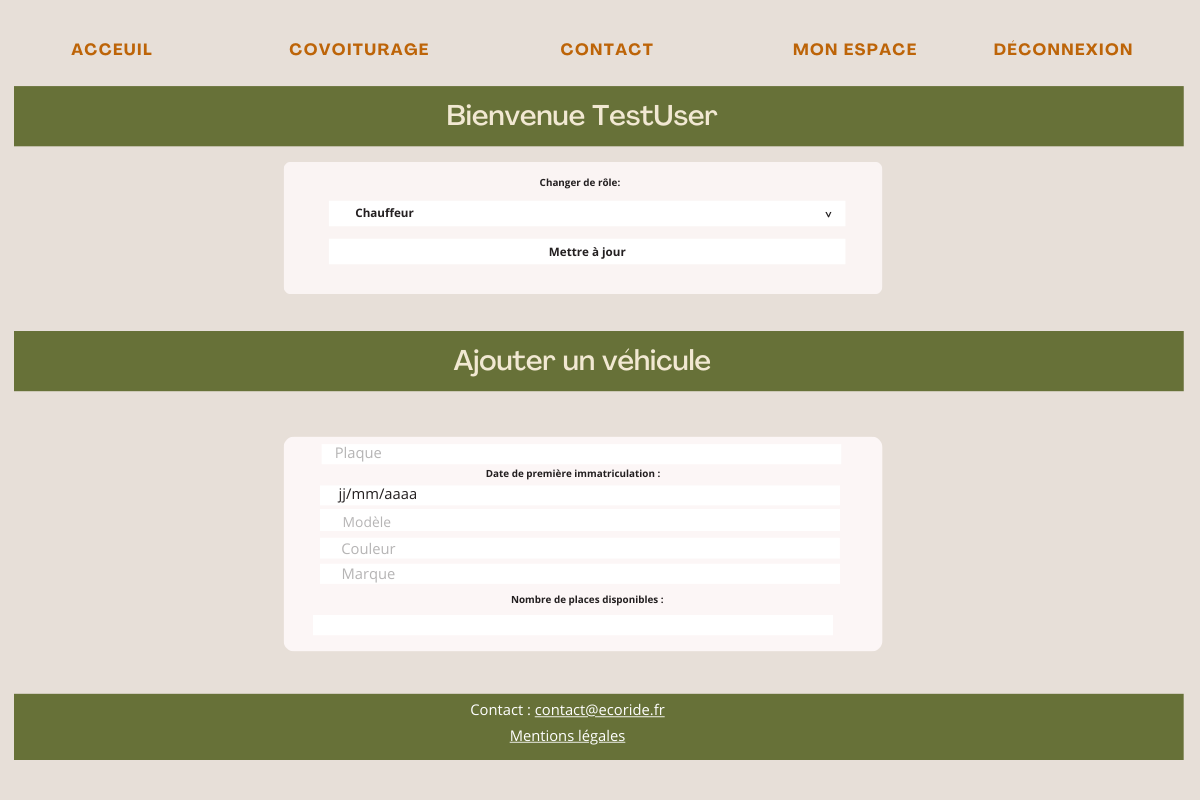 ACCEUIL COVOITURAGE CONTACT MON ESPACE DÉCONNEXION
Bienvenue TestUser
Changer de rôle:
Chauffeur v
Mettre à jour
Ajouter un véhicule
Plaque
Date de première immatriculation :
jj/mm/aaaa
Modèle
Couleur
Marque
Nombre de places disponibles :
Contact : contact@ecoride.fr
Mentions légales